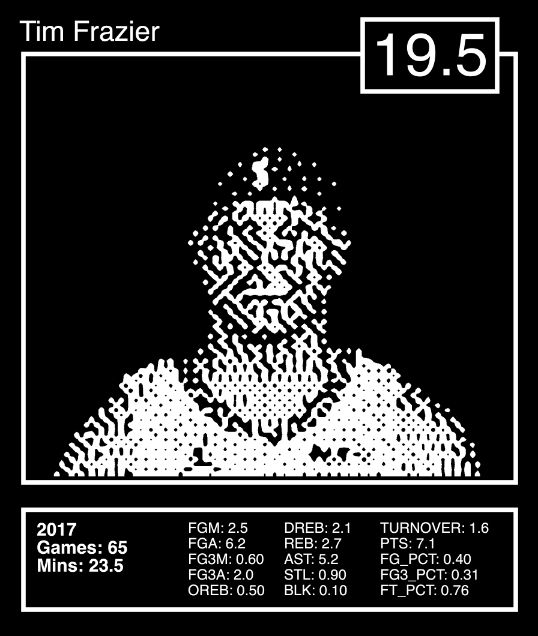 Tim Frazier
19.5
2017
Games: 65
Mins: 23.5
FGM: 2.5
FGA: 6.2
FG3M: 0.60
FG3A: 2.0
OREB: 0.50
DREB: 2.1
REB: 2.7
AST: 5.2
STL: 0.90
BLK: 0.10
TURNOVER: 1.6
PTS: 7.1
FG_PCT: 0.40
FG3_PCT: 0.31
FT_PCT: 0.76